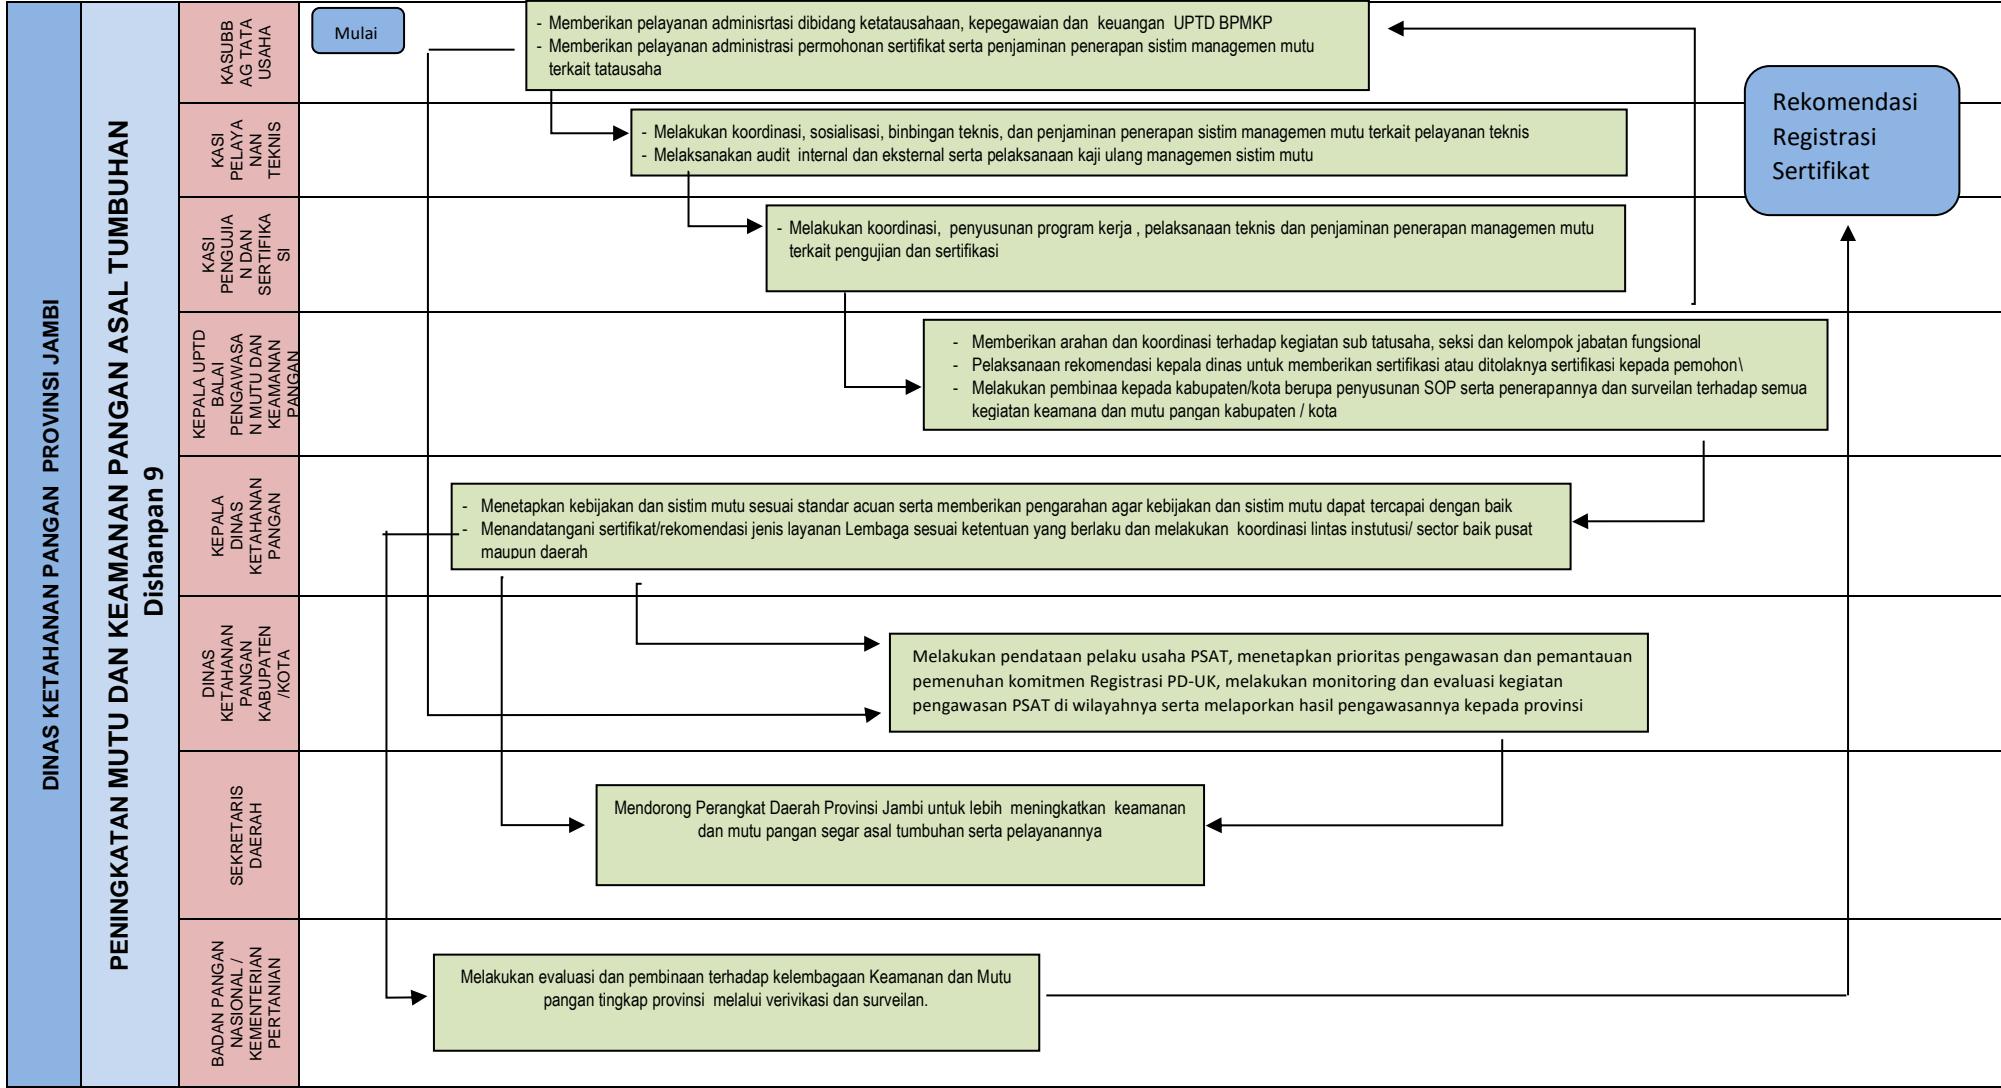 DINAS KETAHANAN PANGAN  PROVINSI JAMBI
PENINGKATAN MUTU DAN KEAMANAN PANGAN ASAL TUMBUHAN
Dishanpan 9
KASUBB
AG TATA
USAHA
Mulai
- Memberikan pelayanan adminisrtasi dibidang ketatausahaan, kepegawaian dan  keuangan  UPTD BPMKP
- Memberikan pelayanan administrasi permohonan sertifikat serta penjaminan penerapan sistim managemen mutu
terkait tatausaha
Rekomendasi
Registrasi
Sertifikat
KASI
PELAYA
NAN
TEKNIS
- Melakukan koordinasi, sosialisasi, binbingan teknis, dan penjaminan penerapan sistim managemen mutu terkait pelayanan teknis
- Melaksanakan audit  internal dan eksternal serta pelaksanaan kaji ulang managemen sistim mutu
KASI
PENGUJIA
N DAN
SERTIFIKA
SI
- Melakukan koordinasi,  penyusunan program kerja , pelaksanaan teknis dan penjaminan penerapan managemen mutu
terkait pengujian dan sertifikasi
KEPALA UPTD
BALAI
PENGAWASA
N MUTU DAN
KEAMANAN
PANGAN
- Memberikan arahan dan koordinasi terhadap kegiatan sub tatusaha, seksi dan kelompok jabatan fungsional
- Pelaksanaan rekomendasi kepala dinas untuk memberikan sertifikasi atau ditolaknya sertifikasi kepada pemohon\
- Melakukan pembinaa kepada kabupaten/kota berupa penyusunan SOP serta penerapannya dan surveilan terhadap semua
kegiatan keamana dan mutu pangan kabupaten / kota
KEPALA
DINAS
KETAHANAN
PANGAN
- Menetapkan kebijakan dan sistim mutu sesuai standar acuan serta memberikan pengarahan agar kebijakan dan sistim mutu dapat tercapai dengan baik
- Menandatangani sertifikat/rekomendasi jenis layanan Lembaga sesuai ketentuan yang berlaku dan melakukan  koordinasi lintas instutusi/ sector baik pusat
maupun daerah
DINAS
KETAHANAN
PANGAN
KABUPATEN
/KOTA
Melakukan pendataan pelaku usaha PSAT, menetapkan prioritas pengawasan dan pemantauan
pemenuhan komitmen Registrasi PD-UK, melakukan monitoring dan evaluasi kegiatan
pengawasan PSAT di wilayahnya serta melaporkan hasil pengawasannya kepada provinsi
SEKRETARIS
DAERAH
Mendorong Perangkat Daerah Provinsi Jambi untuk lebih  meningkatkan  keamanan
dan mutu pangan segar asal tumbuhan serta pelayanannya
BADAN PANGAN
NASIONAL /
KEMENTERIAN
PERTANIAN
Melakukan evaluasi dan pembinaan terhadap kelembagaan Keamanan dan Mutu
pangan tingkap provinsi  melalui verivikasi dan surveilan.